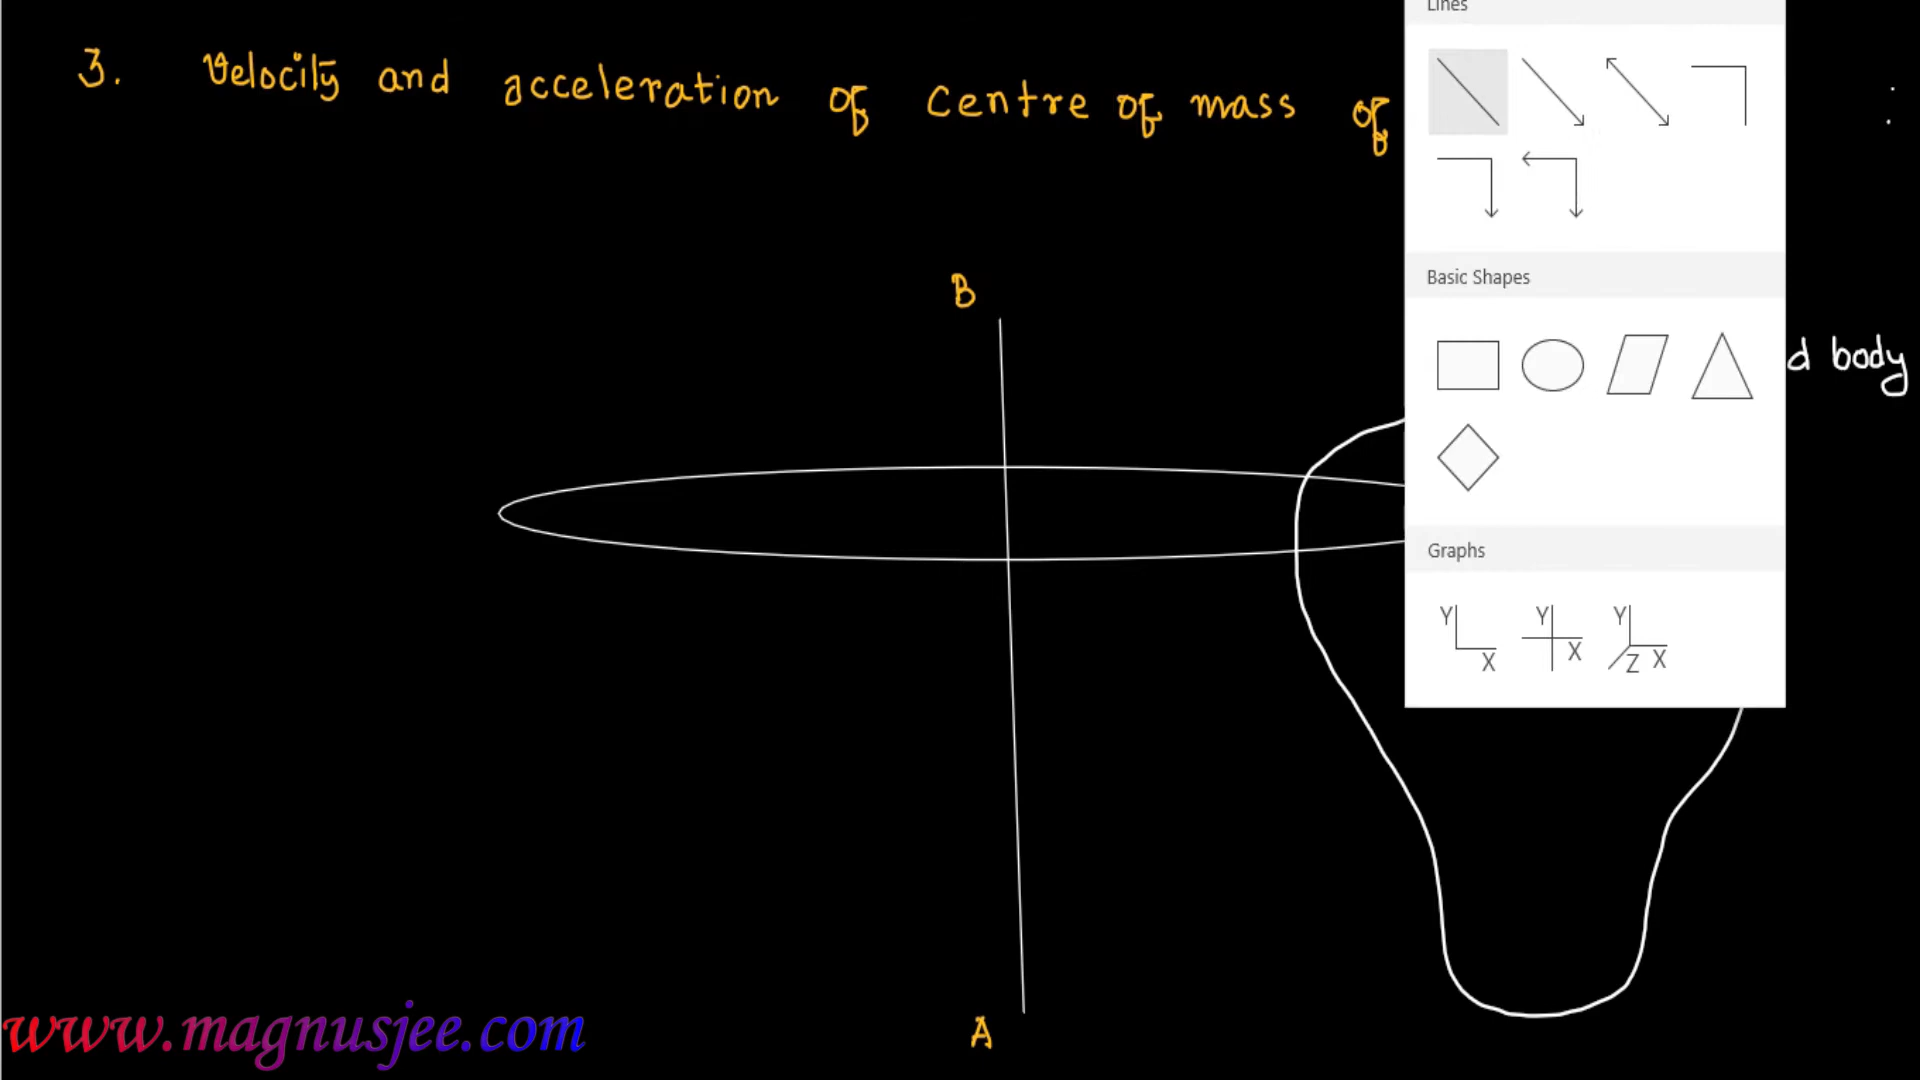 Lines
3. Velocity and acceleration of centre of mass of :
Basic Shapes
B
d body
Graphs
Y X Y X Y Z X
www.magnusjee.com
A